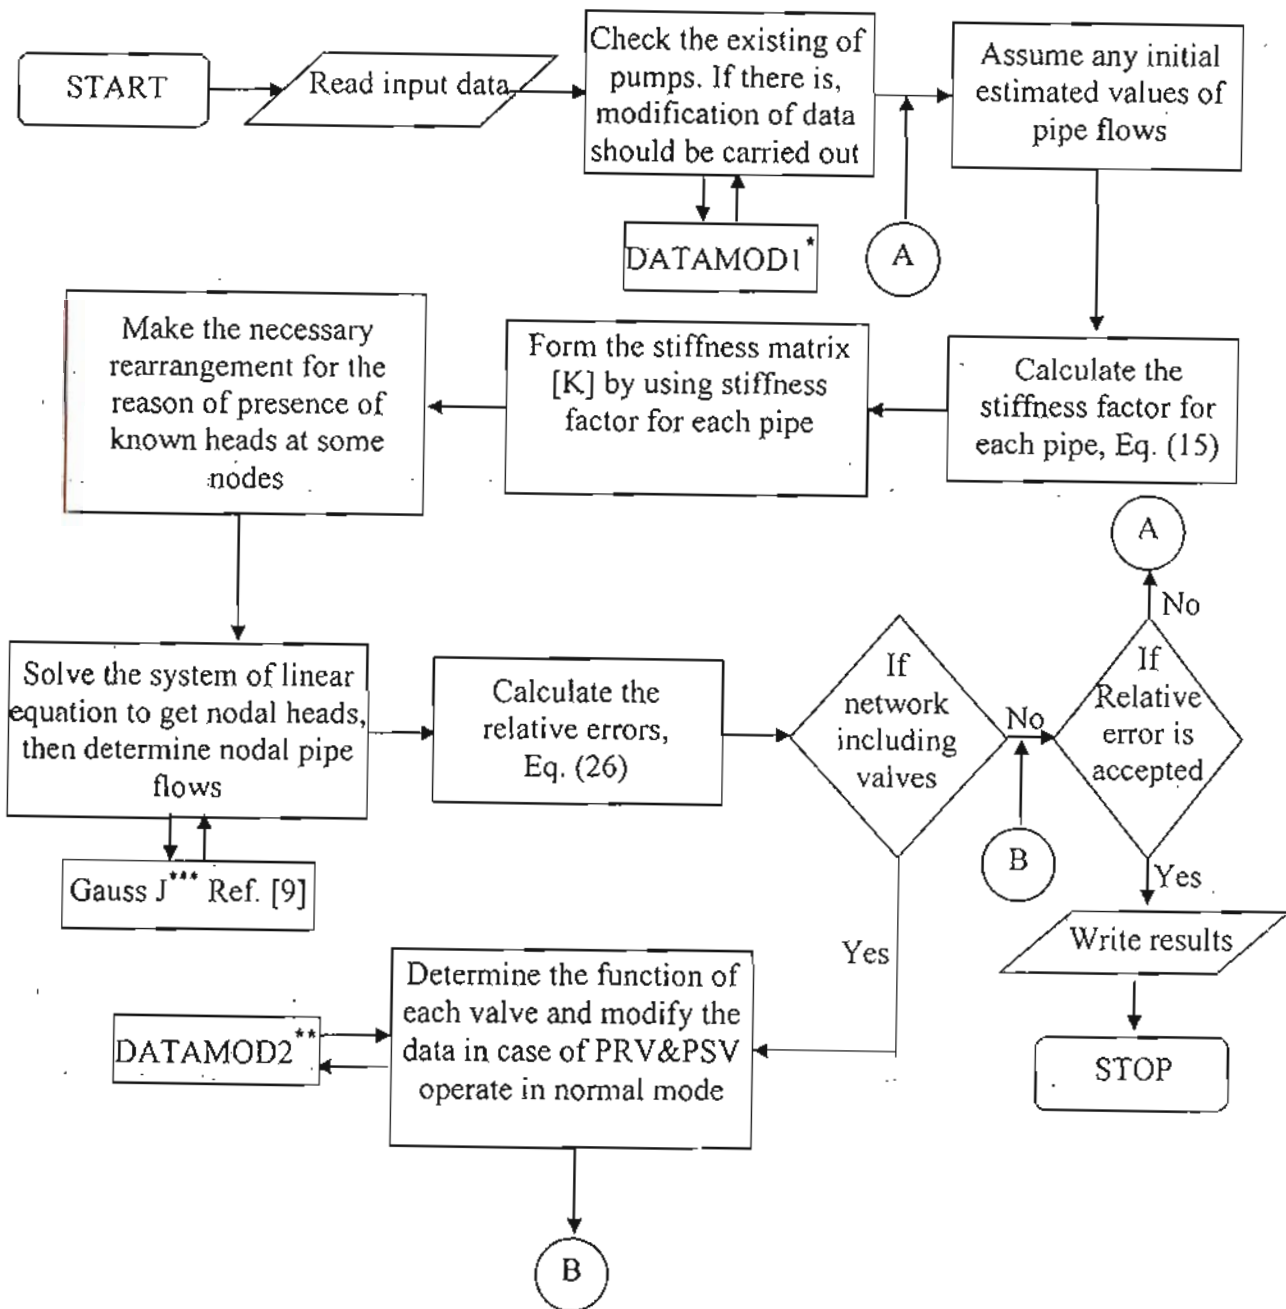 START
Read input data
Check the existing of
pumps. If there is,
modification of data
should be carried out
Assume any initial
estimated values of
pipe flows
DATAMOD1*
A
Make the necessary
rearrangement for the
reason of presence of
known heads at some
nodes
Form the stiffness matrix
[K] by using stiffness
factor for each pipe
Calculate the
stiffness factor for
each pipe, Eq. (15)
A
No
Solve the system of linear
equation to get nodal heads,
then determine nodal pipe
flows
Calculate the
relative errors,
Eq. (26)
If
network
including
valves
No
If
Relative
error is
accepted
B
Gauss J*** Ref. [9]
Yes
Yes
Write results
Determine the function of
each valve and modify the
data in case of PRV&PSV
operate in normal mode
DATAMOD2**
STOP
B